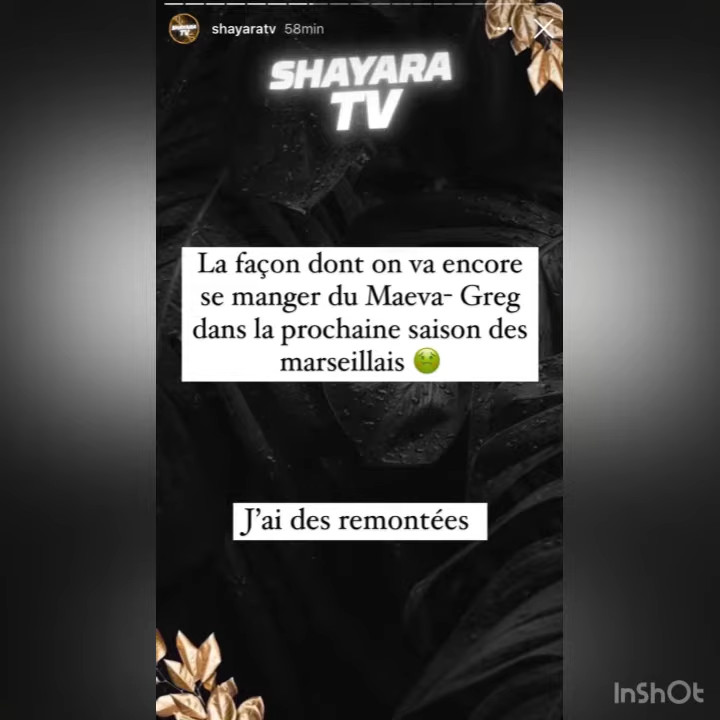 shayaratv 58min
SHAYARA
TV
La façon dont on va encore
se manger du Maeva- Greg
dans la prochaine saison des
marseillais 🤢
J'ai des remontées
InShOt